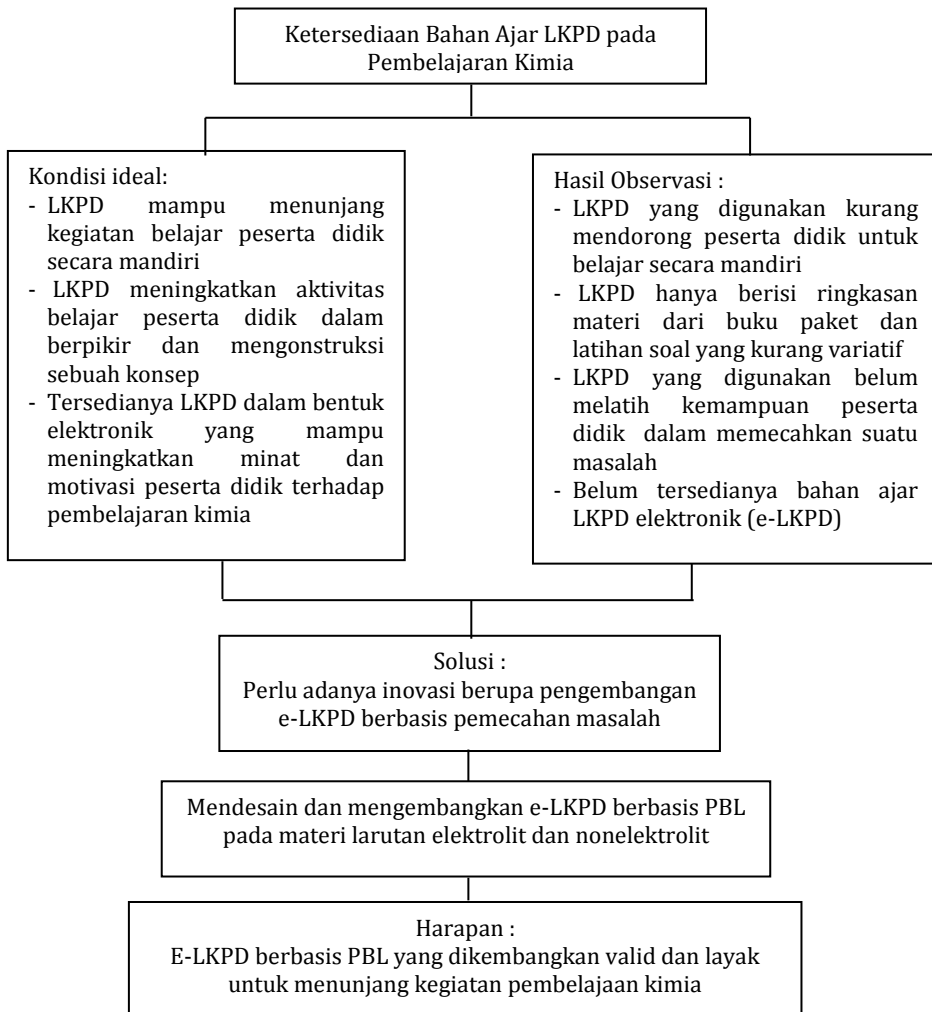 Ketersediaan Bahan Ajar LKPD pada
Pembelajaran Kimia
Kondisi ideal:
- LKPD mampu menunjang
kegiatan belajar peserta didik
secara mandiri
- LKPD meningkatkan aktivitas
belajar peserta didik dalam
berpikir dan mengonstruksi
sebuah konsep
- Tersedianya LKPD dalam bentuk
elektronik yang mampu
meningkatkan minat dan
motivasi peserta didik terhadap
pembelajaran kimia
Hasil Observasi :
- LKPD yang digunakan kurang
mendorong peserta didik untuk
belajar secara mandiri
- LKPD hanya berisi ringkasan
materi dari buku paket dan
latihan soal yang kurang variatif
- LKPD yang digunakan belum
melatih kemampuan peserta
didik dalam memecahkan suatu
masalah
- Belum tersedianya bahan ajar
LKPD elektronik (e-LKPD)
Solusi :
Perlu adanya inovasi berupa pengembangan
e-LKPD berbasis pemecahan masalah
Mendesain dan mengembangkan e-LKPD berbasis PBL
pada materi larutan elektrolit dan nonelektrolit
Harapan :
E-LKPD berbasis PBL yang dikembangkan valid dan layak
untuk menunjang kegiatan pembelajaan kimia